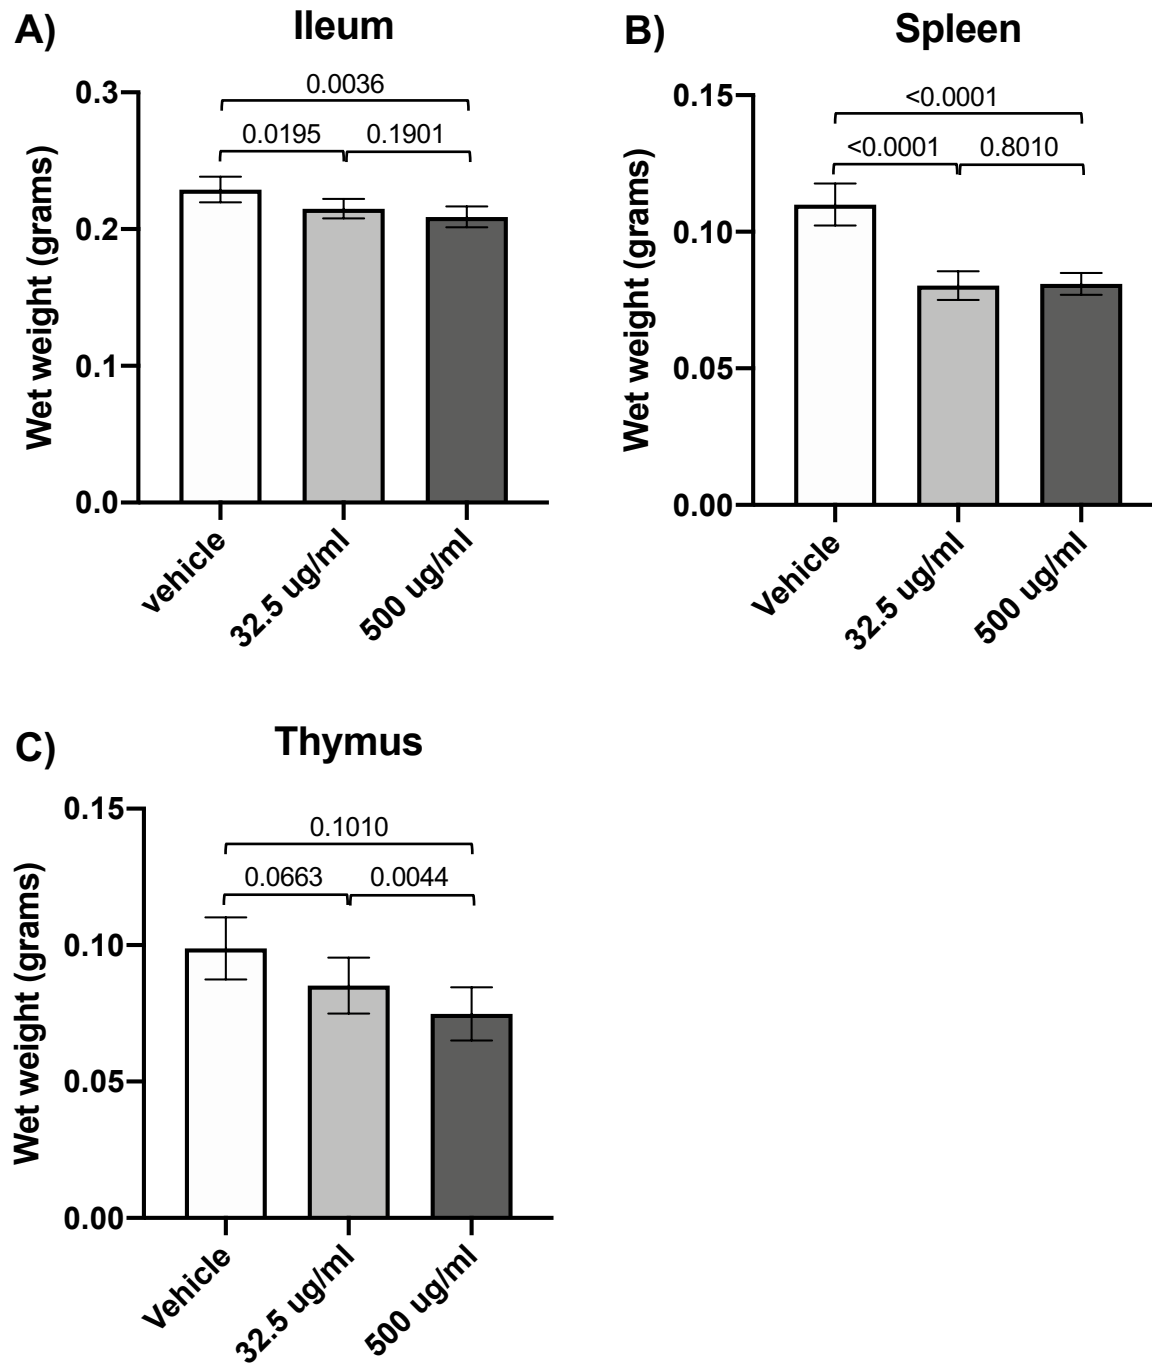 A)
Ileum
Wet weight (grams)
0.3
0.2
0.1
0.0
0.0036
0.0195
0.1901
vehicle
32.5 ug/ml
500 ug/ml
B)
Spleen
Wet weight (grams)
0.15
0.10
0.05
0.00
<0.0001
<0.0001
0.8010
Vehicle
32.5 ug/ml
500 ug/ml
C)
Thymus
Wet weight (grams)
0.15
0.10
0.05
0.00
0.1010
0.0663
0.0044
Vehicle
32.5 ug/ml
500 ug/ml